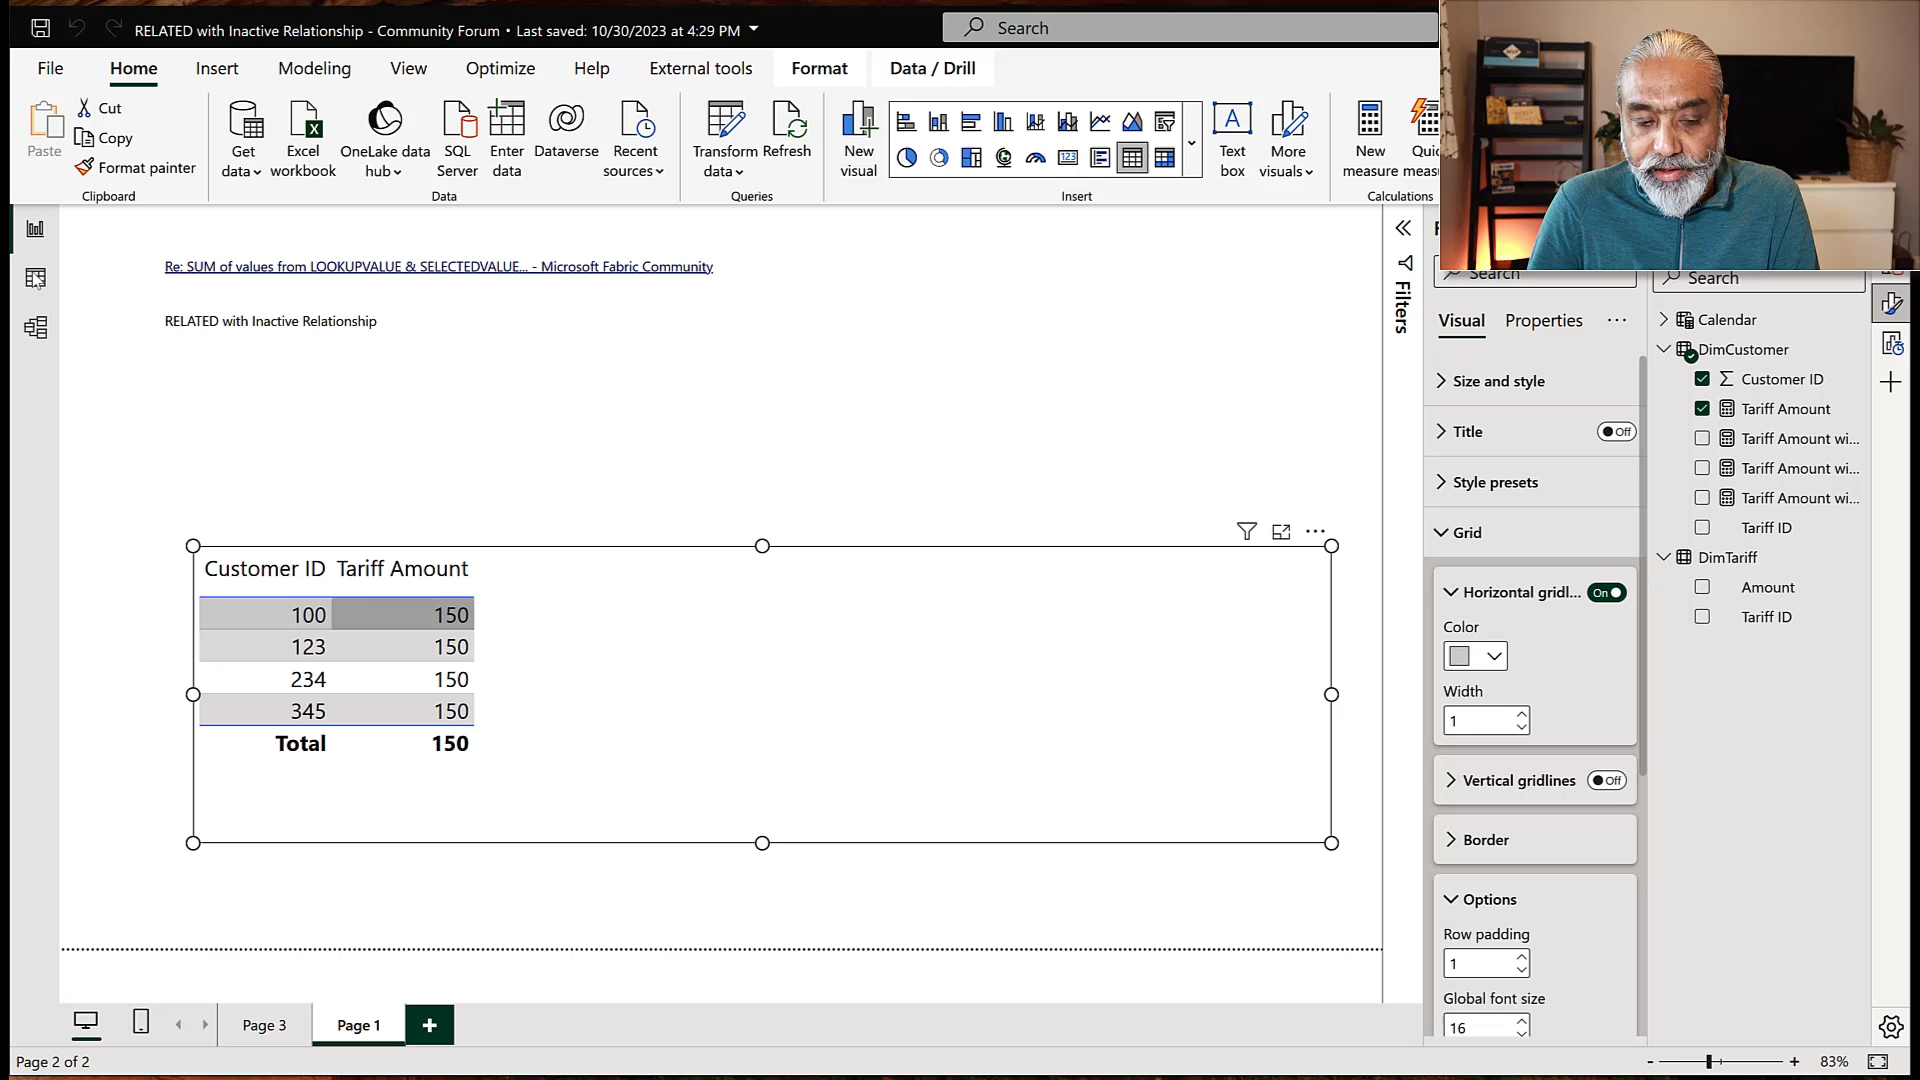 RELATED with Inactive Relationship - Community Forum • Last saved: 10/30/2023 at 4:29 PM
Search
File Home Insert Modeling View Optimize Help External tools Format Data / Drill
Paste
Cut
Copy
Format painter
Clipboard
Get data
Excel workbook
OneLake data hub
SQL Server
Enter data
Dataverse
Recent sources
Data
Transform data
Refresh
Queries
New visual
Text box
More visuals
Insert
New measure
Calculations
Re: SUM of values from LOOKUPVALUE & SELECTEDVALUE... - Microsoft Fabric Community
RELATED with Inactive Relationship
Customer ID Tariff Amount
100 150
123 150
234 150
345 150
Total 150
Filters
Search
Visual Properties
Size and style
Title Off
Style presets
Grid
Horizontal gridl... On
Color
Width
1
Vertical gridlines Off
Border
Options
Row padding
1
Global font size
16
Search
Calendar
DimCustomer
Customer ID
Tariff Amount
Tariff Amount wi...
Tariff Amount wi...
Tariff Amount wi...
Tariff ID
DimTariff
Amount
Tariff ID
Page 3 Page 1
Page 2 of 2
- + 83%